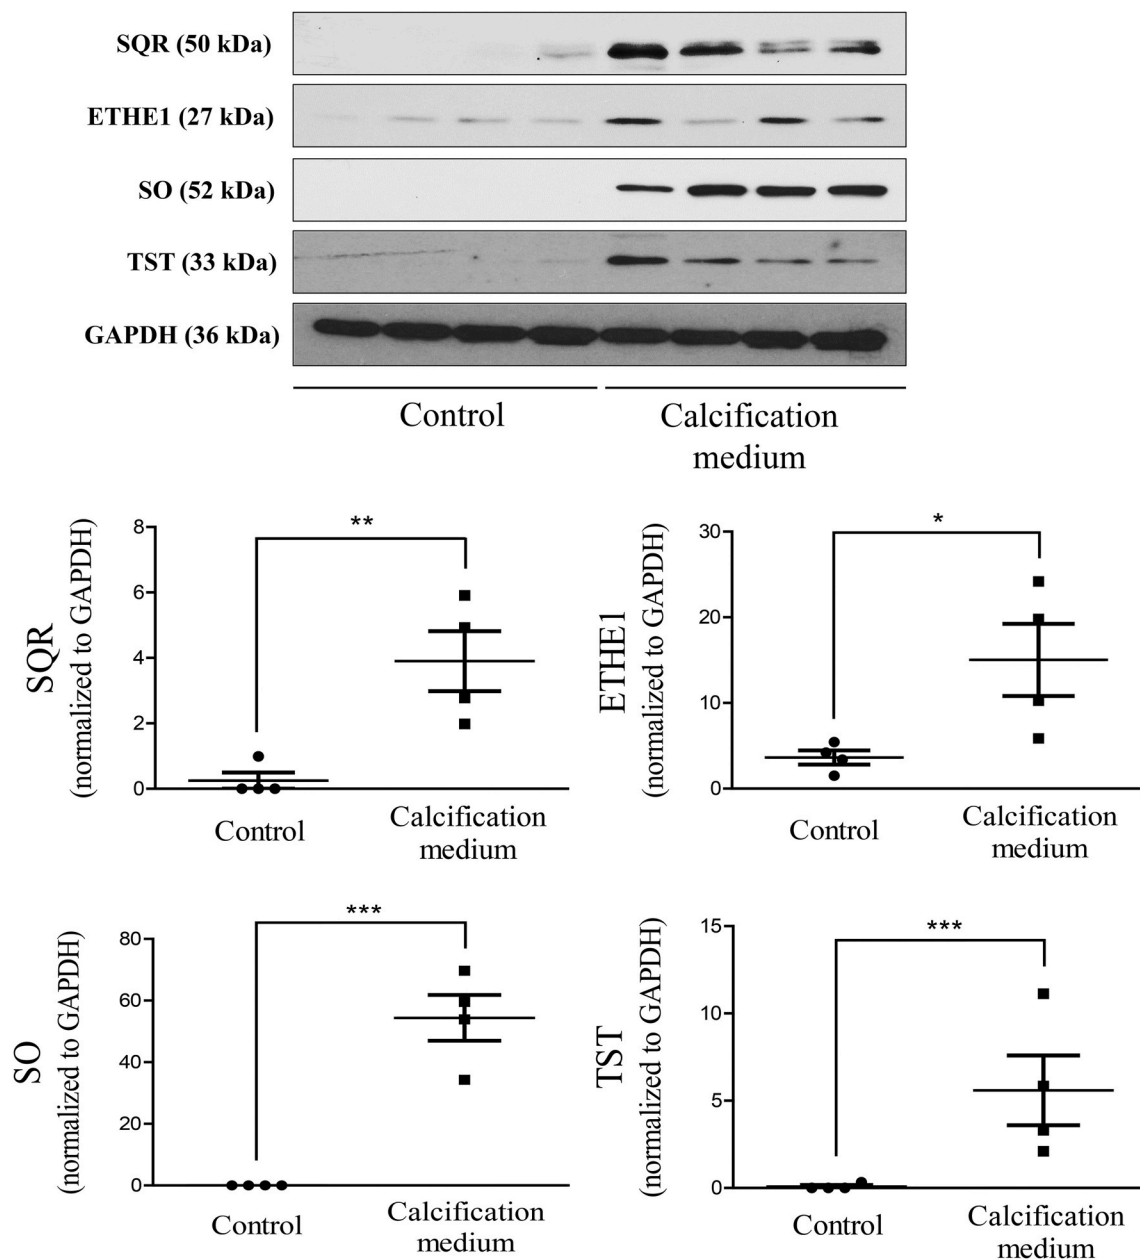 SQR (50 kDa)
ETHE1 (27 kDa)
SO (52 kDa)
TST (33 kDa)
GAPDH (36 kDa)
Control
Calcification
medium
SQR
(normalized to GAPDH)
8
6
4
2
0
**
Control
Calcification
medium
ETHE1
(normalized to GAPDH)
30
20
10
0
*
Control
Calcification
medium
SO
(normalized to GAPDH)
80
60
40
20
0
***
Control
Calcification
medium
TST
(normalized to GAPDH)
15
10
5
0
***
Control
Calcification
medium